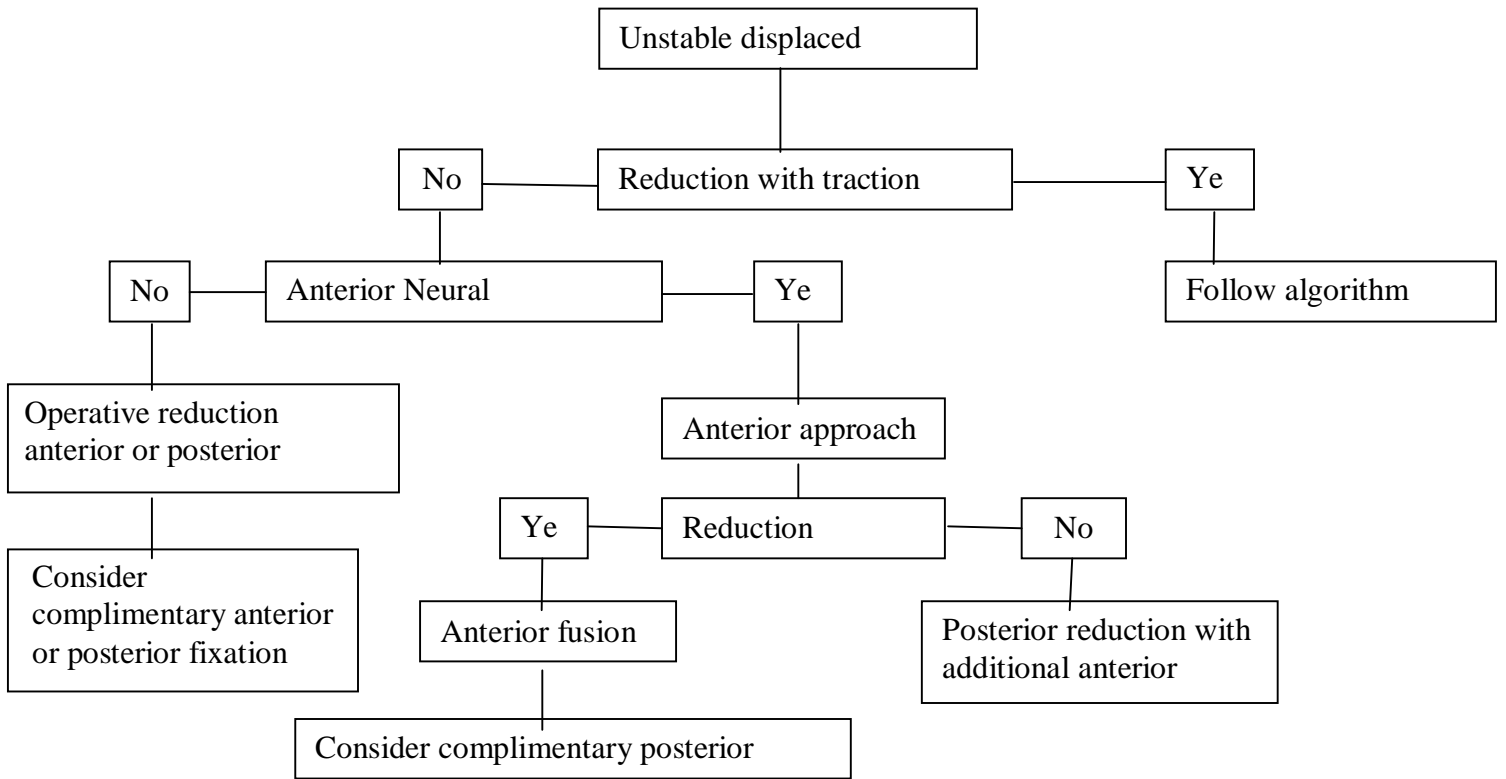 Unstable displaced
No
Reduction with traction
Ye
No
Anterior Neural
Ye
Follow algorithm
Operative reduction
anterior or posterior
Anterior approach
Ye
Reduction
No
Consider
complimentary anterior
or posterior fixation
Anterior fusion
Posterior reduction with
additional anterior
Consider complimentary posterior